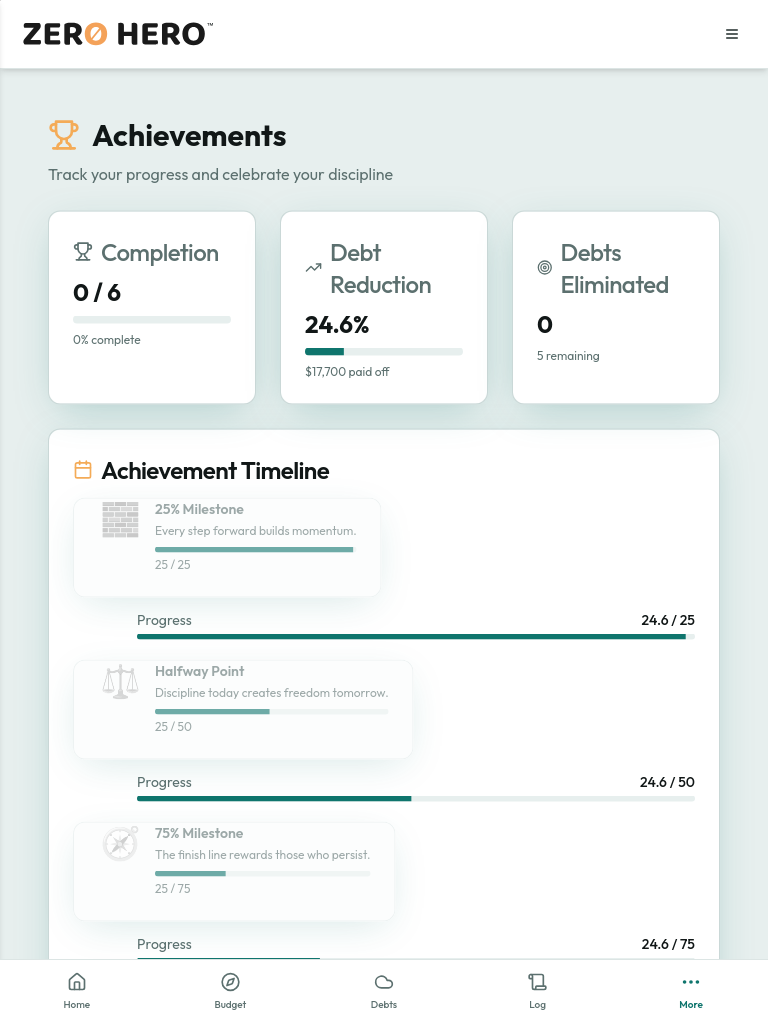 ZERO HERO™
Achievements
Track your progress and celebrate your discipline
Completion
0 / 6
0% complete
Debt
Reduction
24.6%
$17,700 paid off
Debts
Eliminated
0
5 remaining
Achievement Timeline
25% Milestone
Every step forward builds momentum.
25 / 25
Progress
24.6 / 25
Halfway Point
Discipline today creates freedom tomorrow.
25 / 50
Progress
24.6 / 50
75% Milestone
The finish line rewards those who persist.
25 / 75
Progress
24.6 / 75
Home
Budget
Debts
Log
More